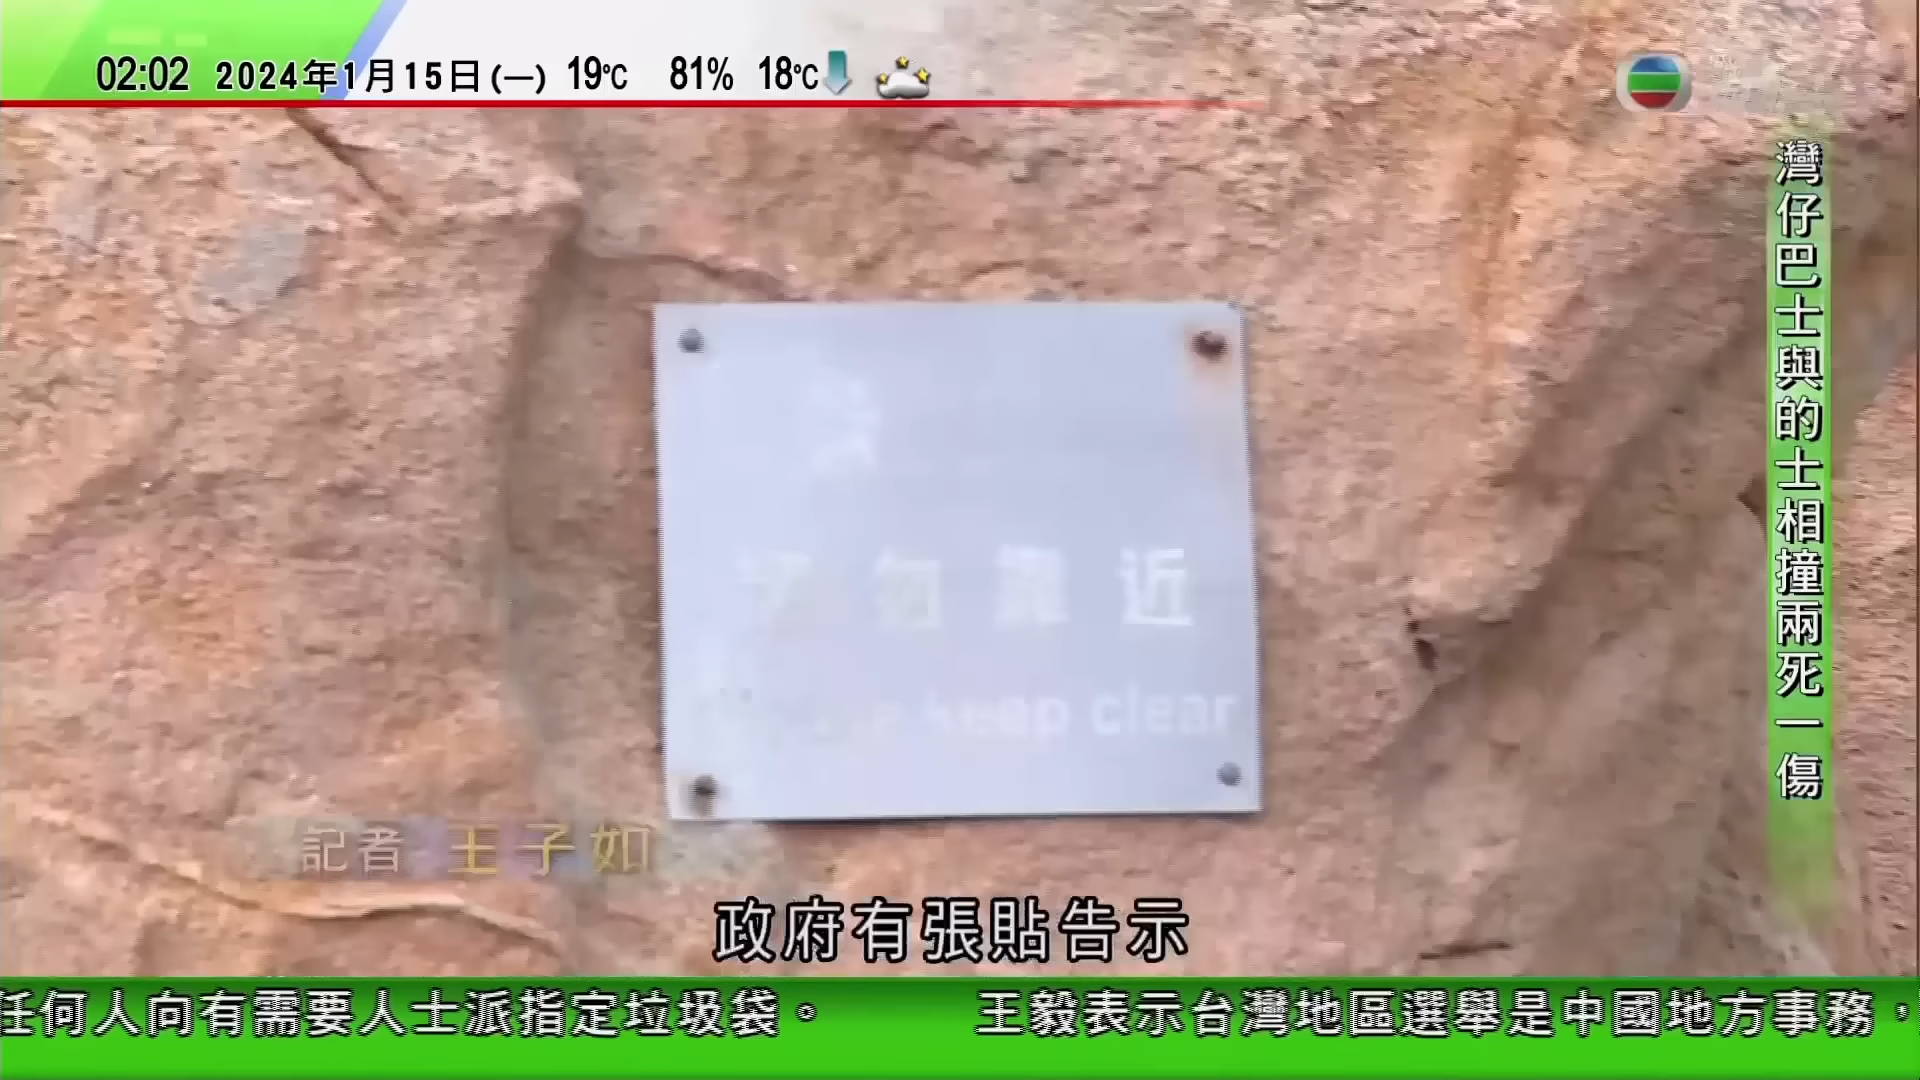 02:02 2024年1月15日(一) 19℃ 81% 18℃
灣仔巴士與的士相撞兩死一傷
勿靠近
keep clear
記者 王子如
政府有張貼告示
任何人向有需要人士派指定垃圾袋。 王毅表示台灣地區選舉是中國地方事務，